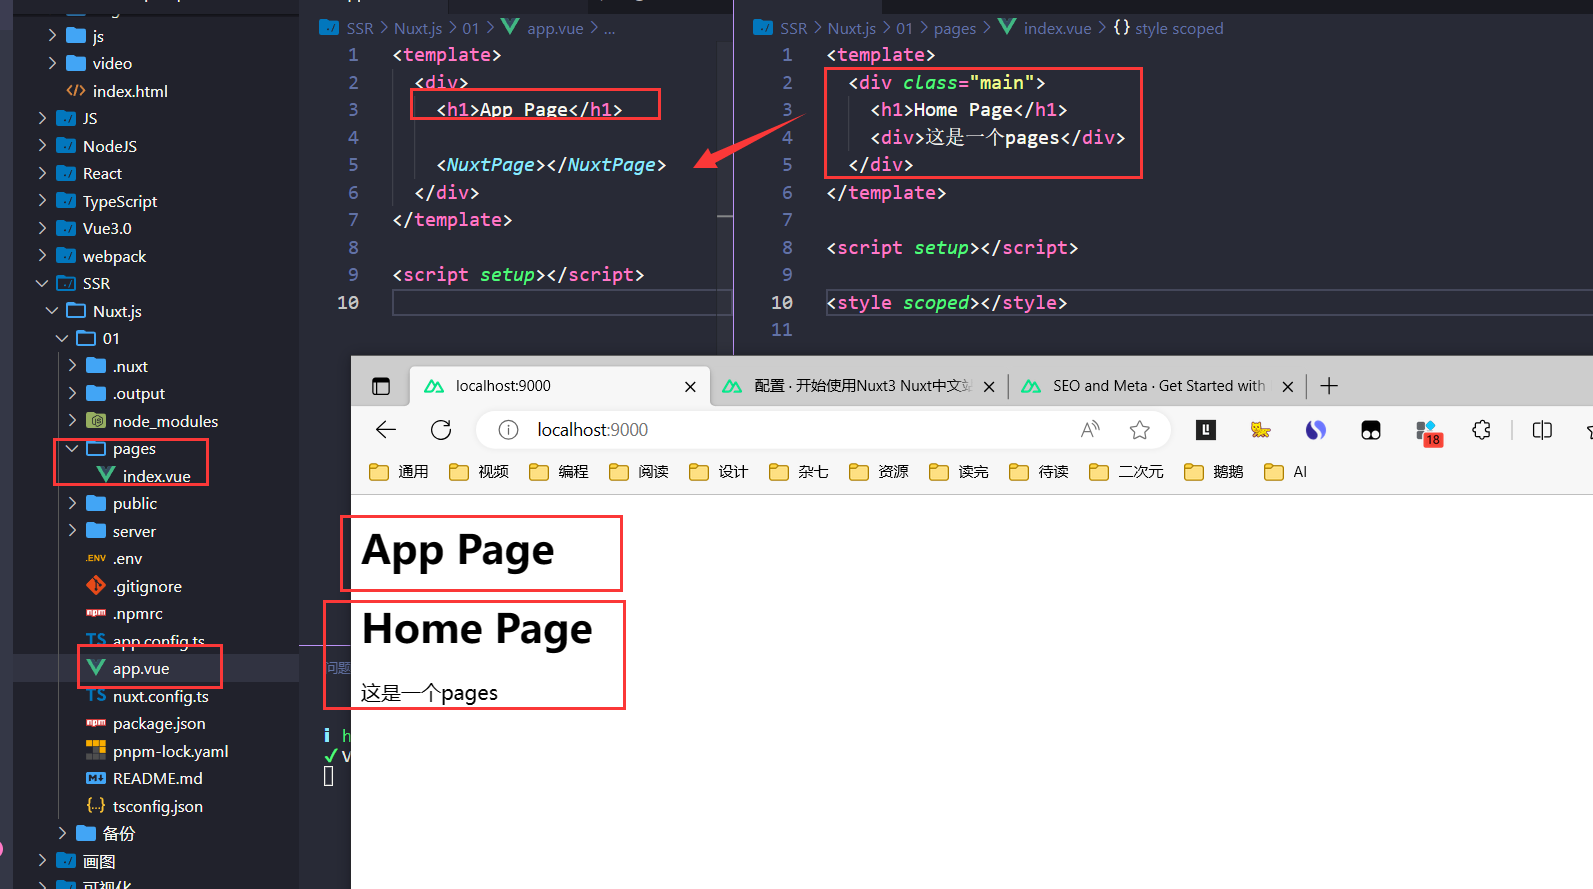 js
video
index.html
JS
NodeJS
React
TypeScript
Vue3.0
webpack
SSR
Nuxt.js
01
.nuxt
.output
node_modules
pages
index.vue
public
server
.env
.gitignore
.npmrc
app.config.ts
app.vue
nuxt.config.ts
package.json
pnpm-lock.yaml
README.md
tsconfig.json
备份
画图
可视化
SSR > Nuxt.js > 01 > app.vue > ...
1 <template>
2 <div>
3 <h1>App Page</h1>
4
5 <NuxtPage></NuxtPage>
6 </div>
7 </template>
8
9 <script setup></script>
10
SSR > Nuxt.js > 01 > pages > index.vue > {} style scoped
1 <template>
2 <div class="main">
3 <h1>Home Page</h1>
4 <div>这是一个pages</div>
5 </div>
6 </template>
7
8 <script setup></script>
9
10 <style scoped></style>
11
问题
localhost:9000
配置 · 开始使用Nuxt3 Nuxt中文站
SEO and Meta · Get Started with
localhost:9000
18
通用 视频 编程 阅读 设计 杂七 资源 读完 待读 二次元 鹅鹅 AI
App Page
Home Page
这是一个pages